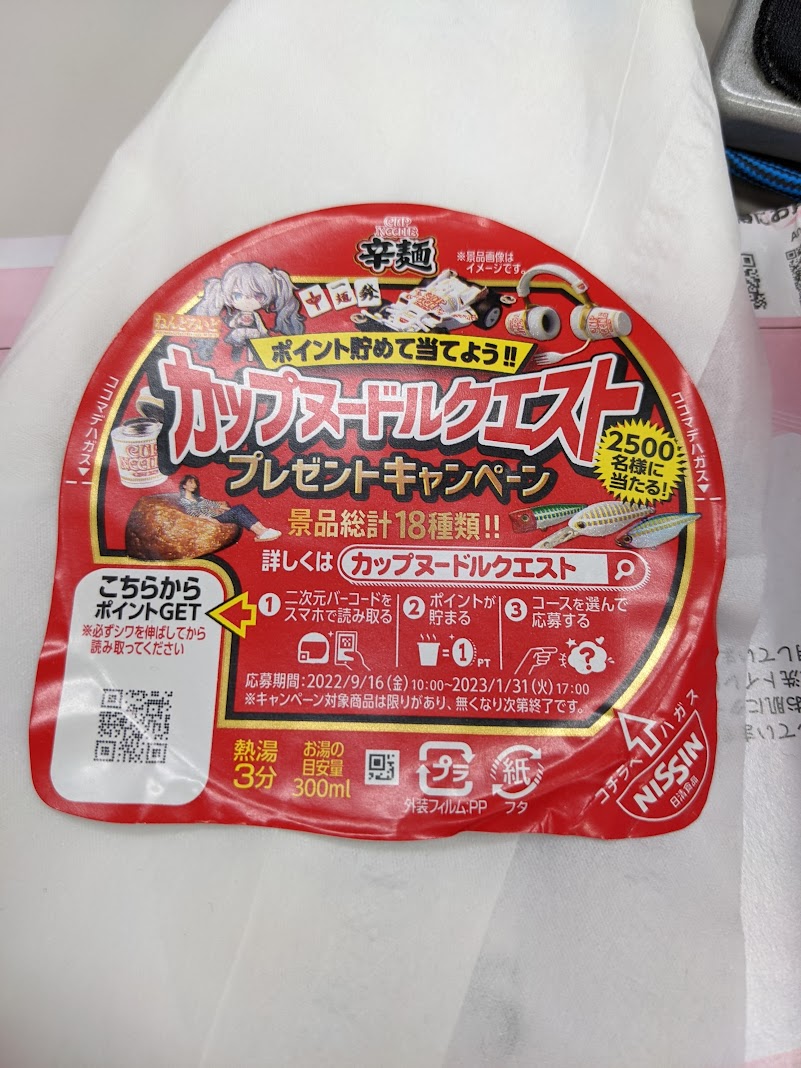 CUP
NOODLE
辛麺
※景品画像は
イメージです。
ねんどろいど
中 一萬 發
ポイント貯めて当てよう!!
カップヌードルクエスト
プレゼントキャンペーン
2500
名様に
当たる!
ココマデハガス▼
ココマデハガス▼
CUP
NOODLE
景品総計18種類!!
詳しくは カップヌードルクエスト
こちらから
ポイントGET
※必ずシワを伸ばしてから
読み取ってください
1 二次元バーコードを
スマホで読み取る
2 ポイントが
貯まる
=1PT
3 コースを選んで
応募する
?
応募期間:2022/9/16(金)10:00~2023/1/31(火)17:00
※キャンペーン対象商品は限りがあり、無くなり次第終了です。
熱湯
3分
お湯の
目安量
300ml
プラ
外装フィルム:PP
紙
フタ
コチラヘハガス
NISSIN
日清食品